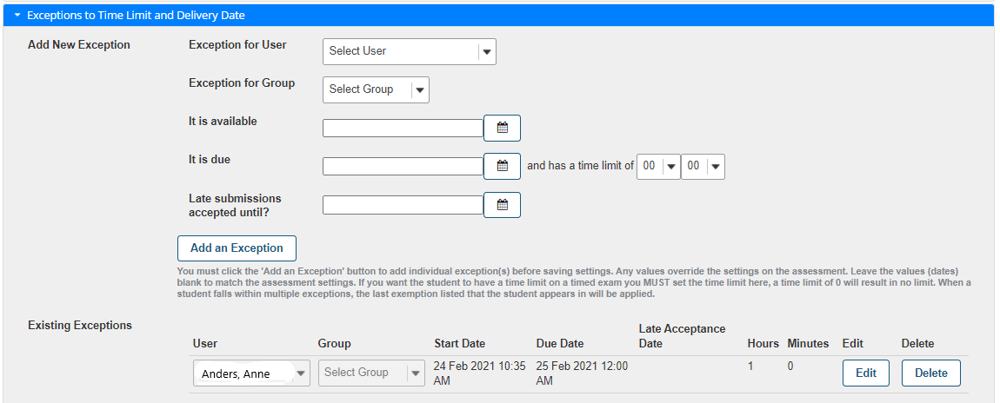 Exceptions to Time Limit and Delivery Date
Add New Exception
Exception for User
Select User
Exception for Group
Select Group
It is available
It is due
and has a time limit of 00 00
Late submissions
accepted until?
Add an Exception
You must click the 'Add an Exception' button to add individual exception(s) before saving settings. Any values override the settings on the assessment. Leave the values (dates)
blank to match the assessment settings. If you want the student to have a time limit on a timed exam you MUST set the time limit here, a time limit of 0 will result in no limit. When a
student falls within multiple exceptions, the last exemption listed that the student appears in will be applied.
Existing Exceptions
User Group Start Date Due Date Late Acceptance Date Hours Minutes Edit Delete
Anders, Anne Select Group 24 Feb 2021 10:35 AM 25 Feb 2021 12:00 AM 1 0 Edit Delete